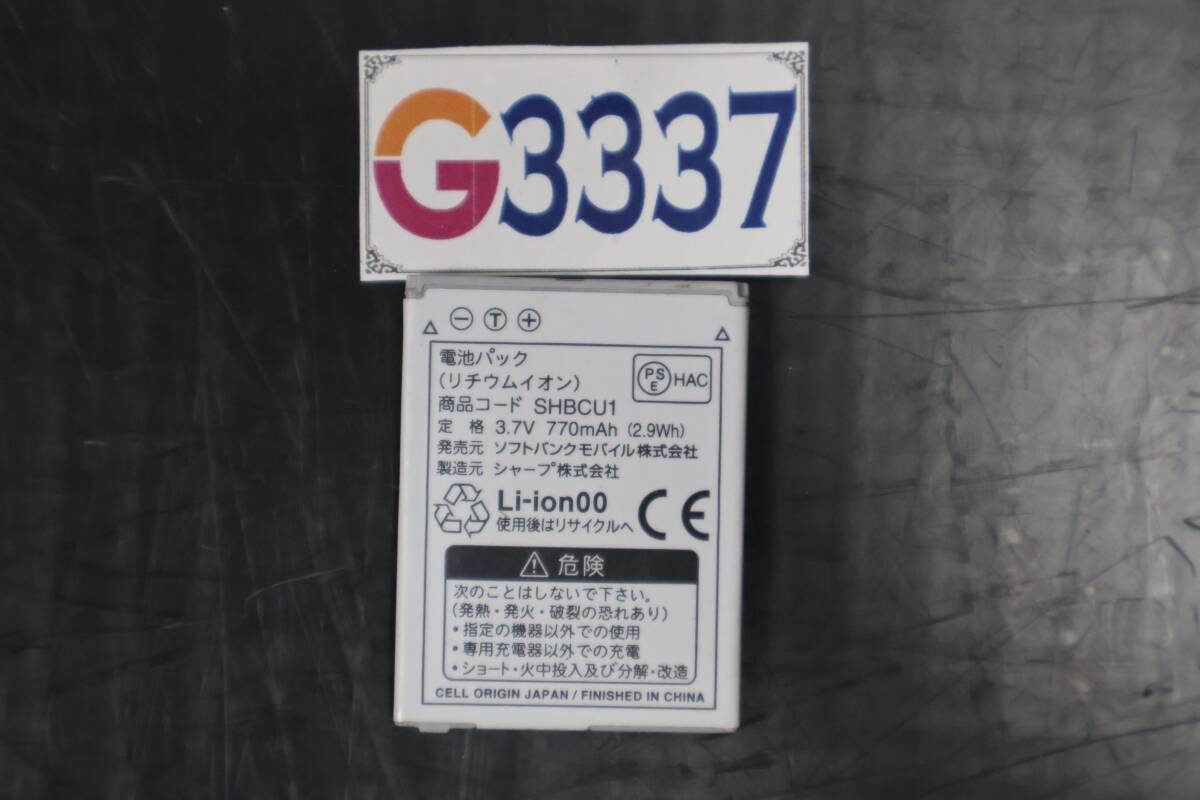 G3337
⊖ Ⓣ ⊕
電池パック
(リチウムイオン)
PSE HAC
商品コード SHBCU1
定 格 3.7V 770mAh (2.9Wh)
発売元 ソフトバンクモバイル株式会社
製造元 シャープ株式会社
Li-ion00
使用後はリサイクルへ
CE
⚠ 危険
次のことはしないで下さい。
(発熱・発火・破裂の恐れあり)
・指定の機器以外での使用
・専用充電器以外での充電
・ショート・火中投入及び分解・改造
CELL ORIGIN JAPAN / FINISHED IN CHINA